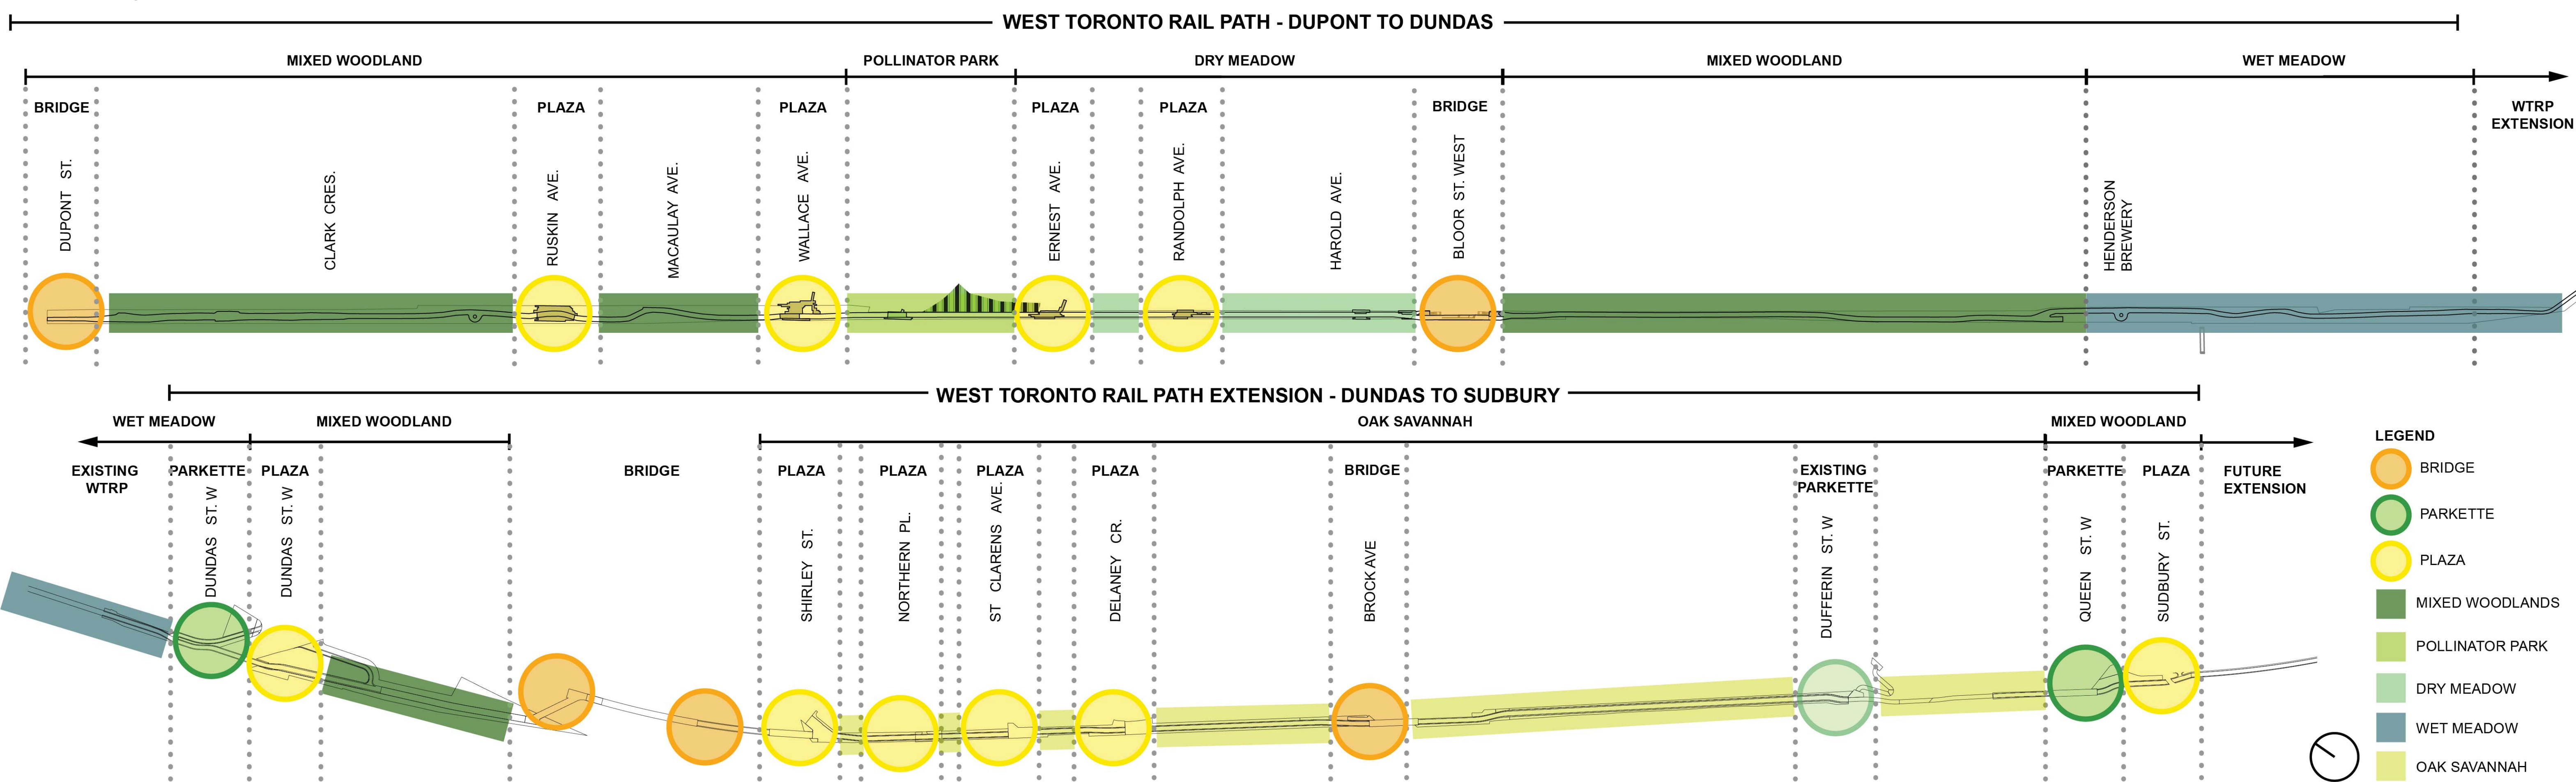 WEST TORONTO RAIL PATH - DUPONT TO DUNDAS
MIXED WOODLAND
POLLINATOR PARK
DRY MEADOW
MIXED WOODLAND
WET MEADOW
BRIDGE
PLAZA
PLAZA
PLAZA
PLAZA
BRIDGE
WTRP
EXTENSION
DUPONT ST.
CLARK CRES.
RUSKIN AVE.
MACAULAY AVE.
WALLACE AVE.
ERNEST AVE.
RANDOLPH AVE.
HAROLD AVE.
BLOOR ST. WEST
HENDERSON
BREWERY
WEST TORONTO RAIL PATH EXTENSION - DUNDAS TO SUDBURY
WET MEADOW
MIXED WOODLAND
OAK SAVANNAH
MIXED WOODLAND
EXISTING
WTRP
PARKETTE
PLAZA
BRIDGE
PLAZA
PLAZA
PLAZA
PLAZA
BRIDGE
EXISTING
PARKETTE
PARKETTE
PLAZA
FUTURE
EXTENSION
DUNDAS ST. W
DUNDAS ST. W
SHIRLEY ST.
NORTHERN PL.
ST CLARENS AVE.
DELANEY CR.
BROCK AVE
DUFFERIN ST. W
QUEEN ST. W
SUDBURY ST.
LEGEND
BRIDGE
PARKETTE
PLAZA
MIXED WOODLANDS
POLLINATOR PARK
DRY MEADOW
WET MEADOW
OAK SAVANNAH